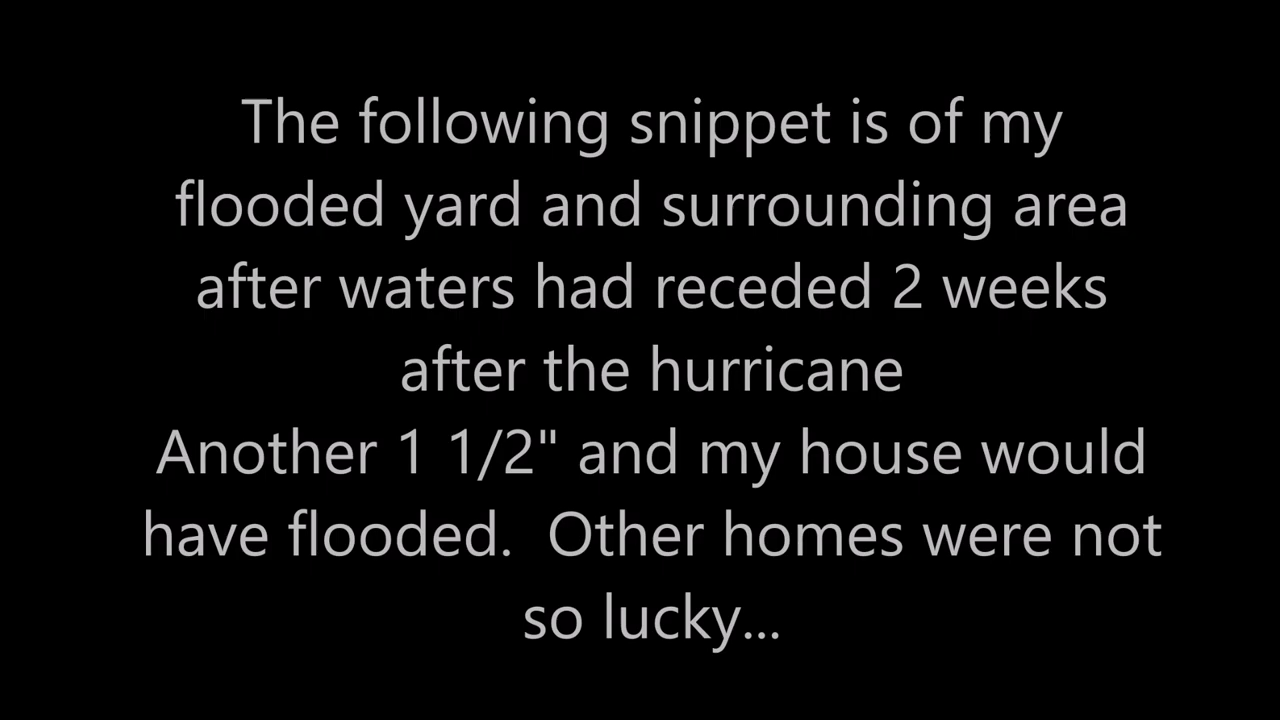 The following snippet is of my
flooded yard and surrounding area
after waters had receded 2 weeks
after the hurricane
Another 1 1/2" and my house would
have flooded.  Other homes were not
so lucky...